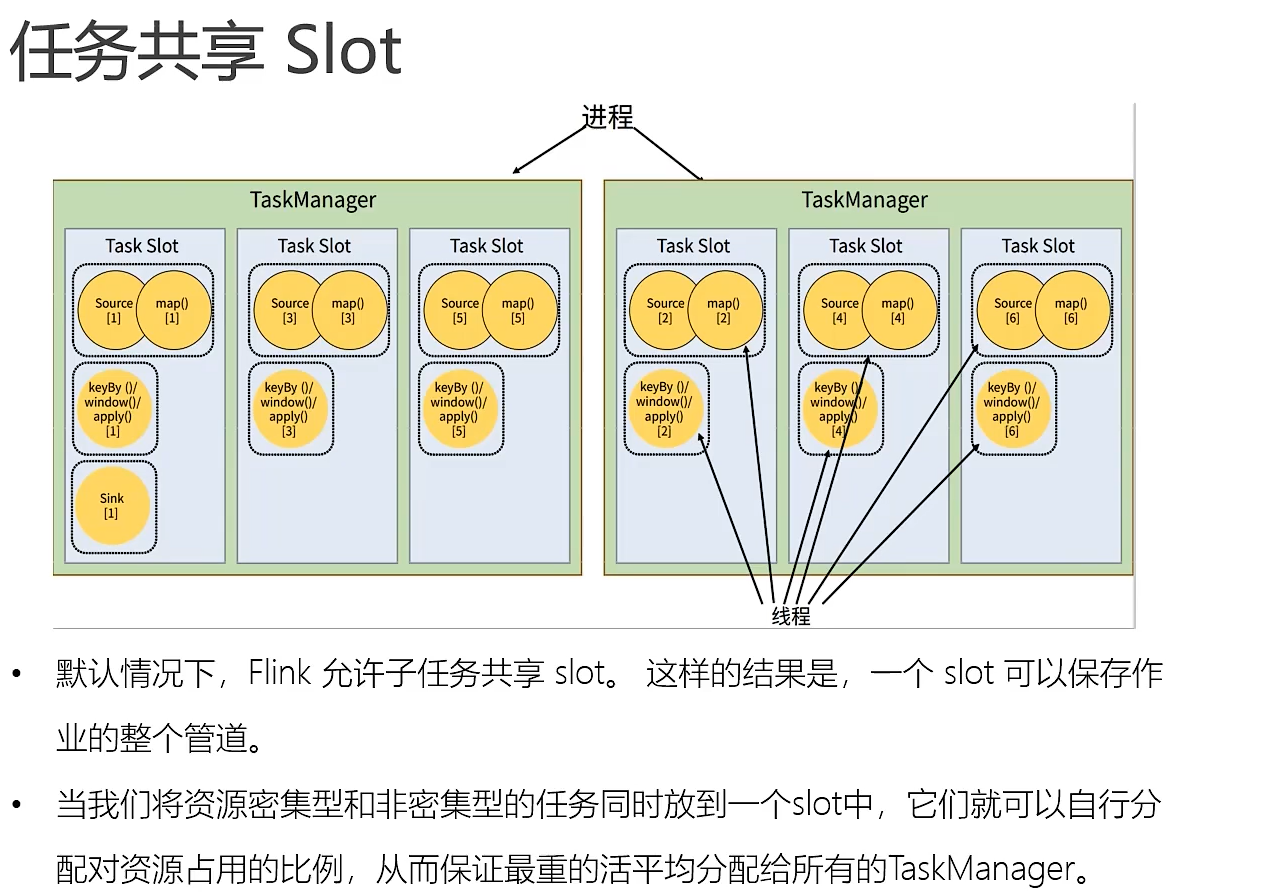 任务共享 Slot
进程
TaskManager
Task Slot
Source
[1]
map()
[1]
keyBy ()/
window()/
apply()
[1]
Sink
[1]
Task Slot
Source
[3]
map()
[3]
keyBy ()/
window()/
apply()
[3]
Task Slot
Source
[5]
map()
[5]
keyBy ()/
window()/
apply()
[5]
TaskManager
Task Slot
Source
[2]
map()
[2]
keyBy ()/
window()/
apply()
[2]
Task Slot
Source
[4]
map()
[4]
keyBy ()/
window()/
apply()
[4]
Task Slot
Source
[6]
map()
[6]
keyBy ()/
window()/
apply()
[6]
线程
• 默认情况下，Flink 允许子任务共享 slot。 这样的结果是，一个 slot 可以保存作
业的整个管道。
• 当我们将资源密集型和非密集型的任务同时放到一个slot中，它们就可以自行分
配对资源占用的比例，从而保证最重的活平均分配给所有的TaskManager。